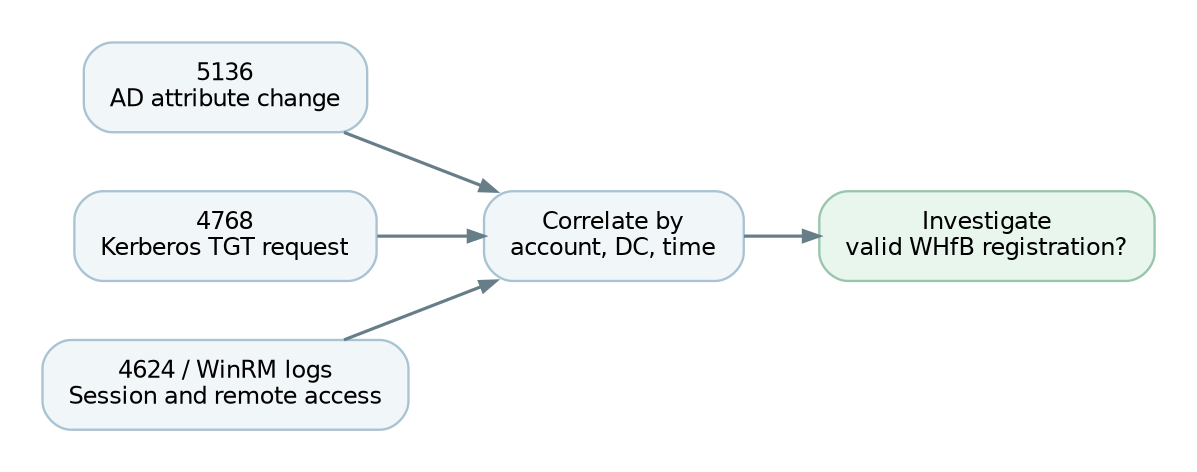 5136
AD attribute change
4768
Kerberos TGT request
4624 / WinRM logs
Session and remote access
Correlate by
account, DC, time
Investigate
valid WHfB registration?